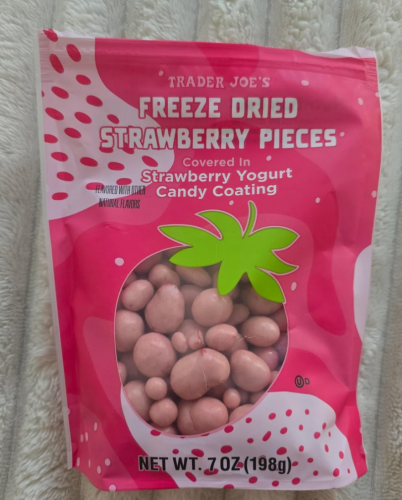 TRADER JOE'S
FREEZE DRIED
STRAWBERRY PIECES
Covered In
Strawberry Yogurt
Candy Coating
FLAVORED WITH OTHER
NATURAL FLAVORS
U D
NET WT. 7 OZ (198g)